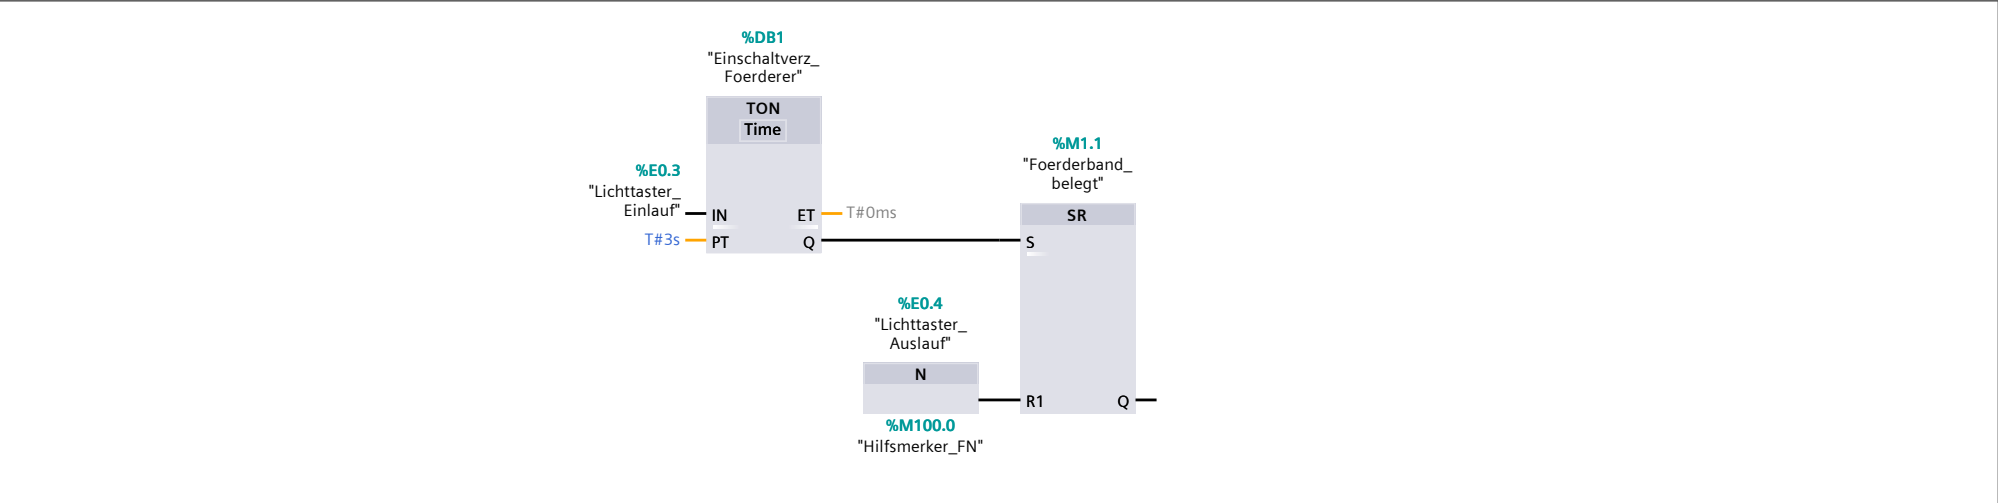 %DB1
"Einschaltverz_
Foerderer"
TON
Time
%E0.3
"Lichttaster_
Einlauf"
IN
ET
T#0ms
T#3s
PT
Q
%M1.1
"Foerderband_
belegt"
SR
S
%E0.4
"Lichttaster_
Auslauf"
N
R1
Q
%M100.0
"Hilfsmerker_FN"